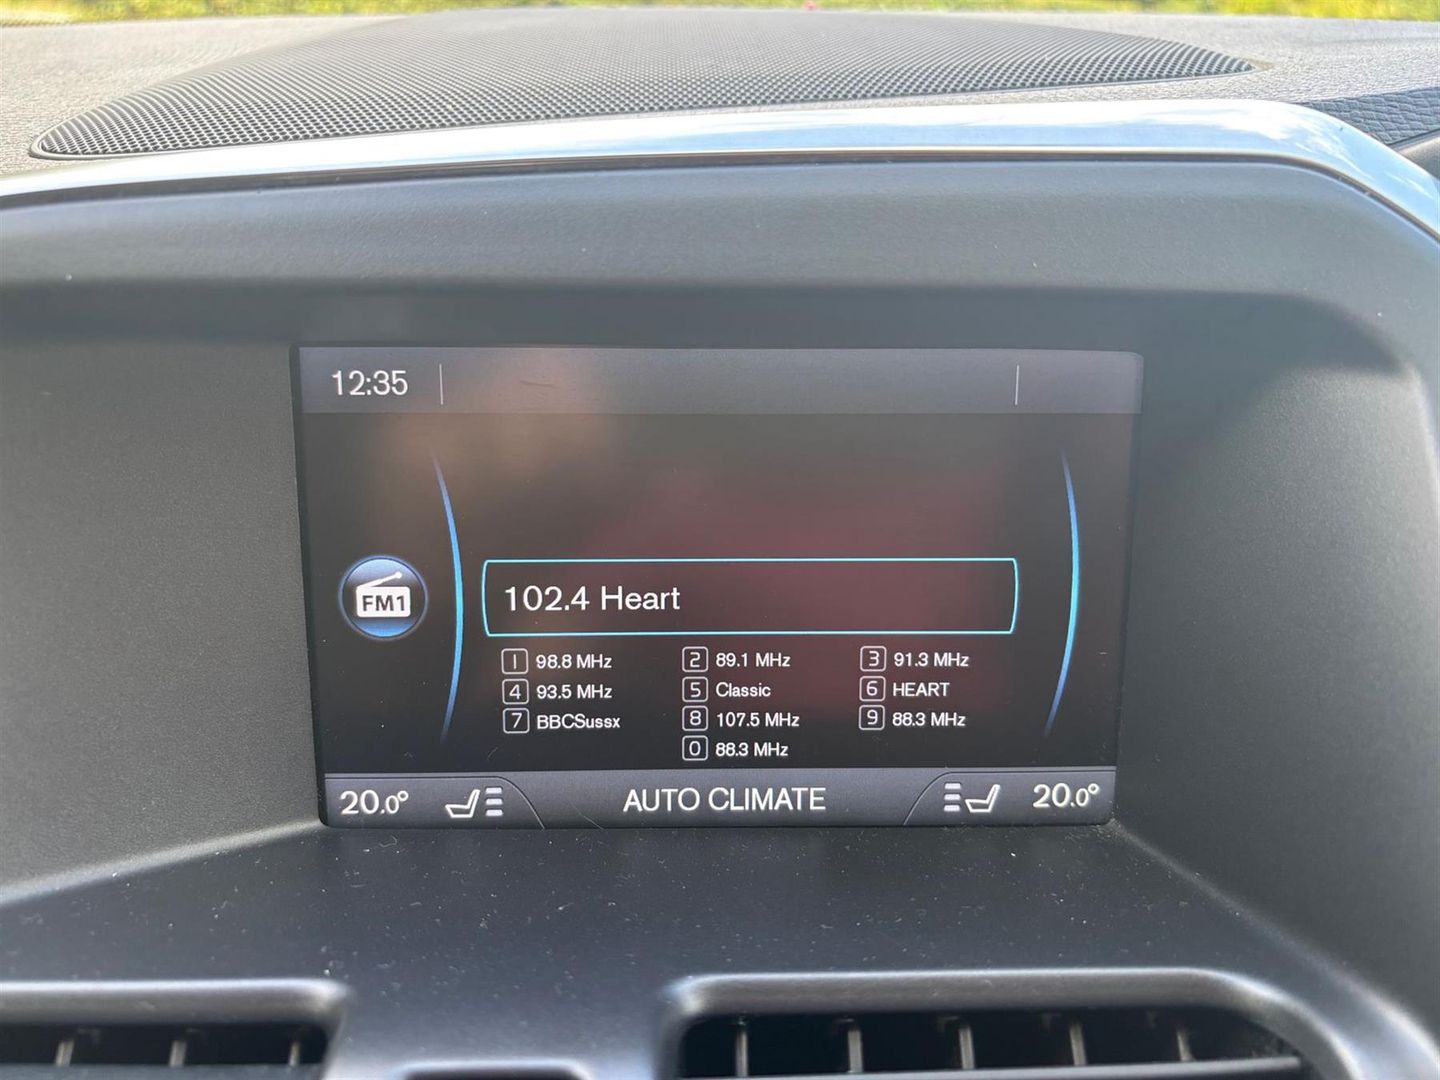 12:35
FM1
102.4 Heart
1 98.8 MHz 2 89.1 MHz 3 91.3 MHz
4 93.5 MHz 5 Classic 6 HEART
7 BBCSussx 8 107.5 MHz 9 88.3 MHz
0 88.3 MHz
20.0° AUTO CLIMATE 20.0°